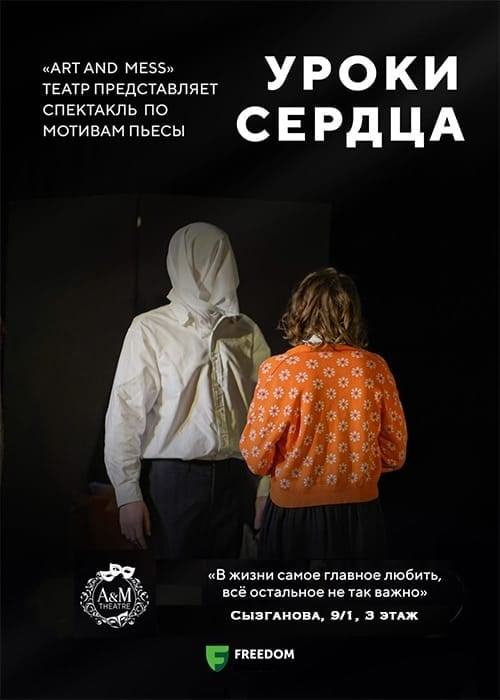 «ART AND MESS»
ТЕАТР ПРЕДСТАВЛЯЕТ
СПЕКТАКЛЬ ПО
МОТИВАМ ПЬЕСЫ
УРОКИ
СЕРДЦА
A&M
THEATRE
«В жизни самое главное любить,
всё остальное не так важно»
Сызганова, 9/1, 3 этаж
FREEDOM